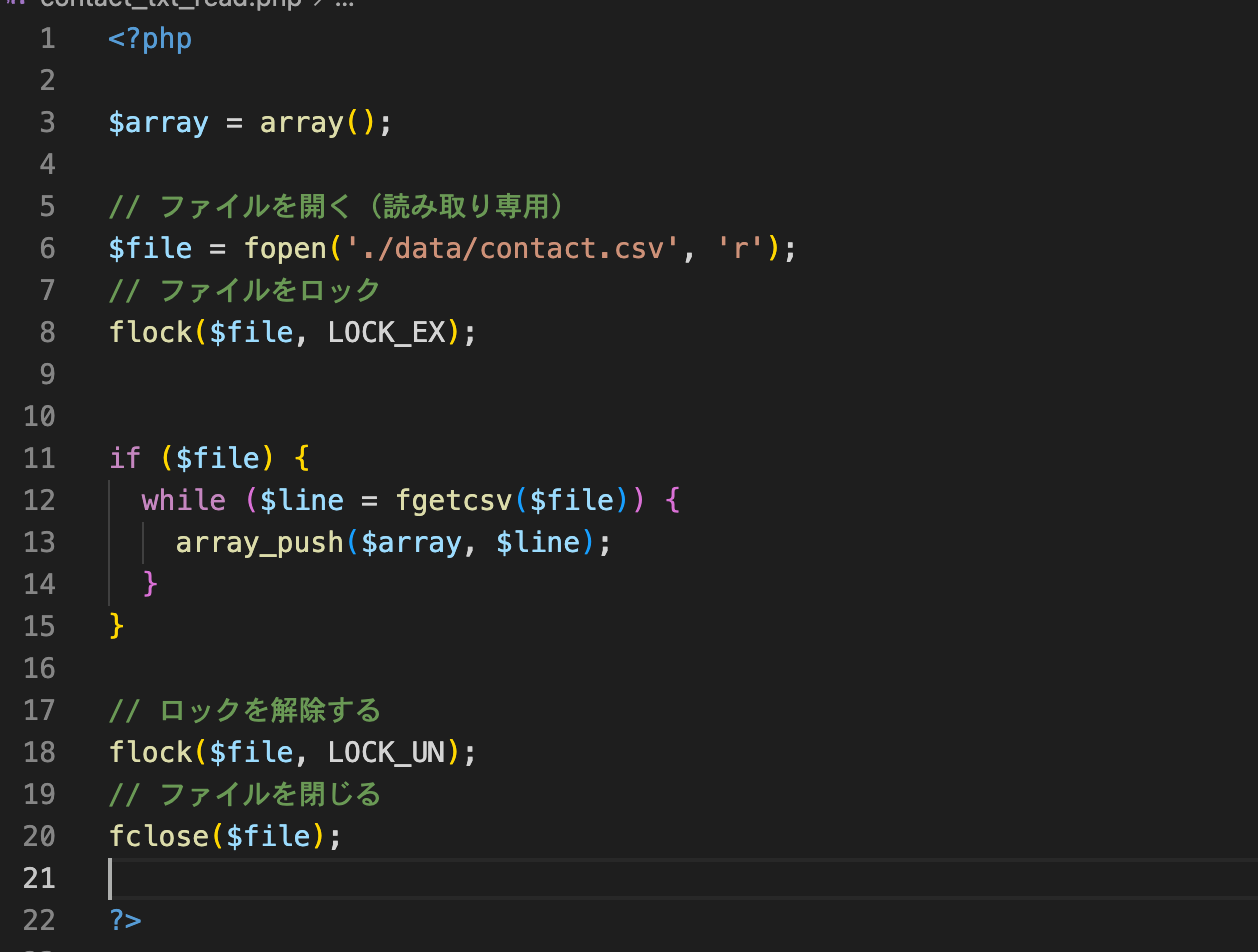 contact_txt_read.php > ...
1 <?php
2
3 $array = array();
4
5 // ファイルを開く（読み取り専用）
6 $file = fopen('./data/contact.csv', 'r');
7 // ファイルをロック
8 flock($file, LOCK_EX);
9
10
11 if ($file) {
12 while ($line = fgetcsv($file)) {
13 array_push($array, $line);
14 }
15 }
16
17 // ロックを解除する
18 flock($file, LOCK_UN);
19 // ファイルを閉じる
20 fclose($file);
21
22 ?>